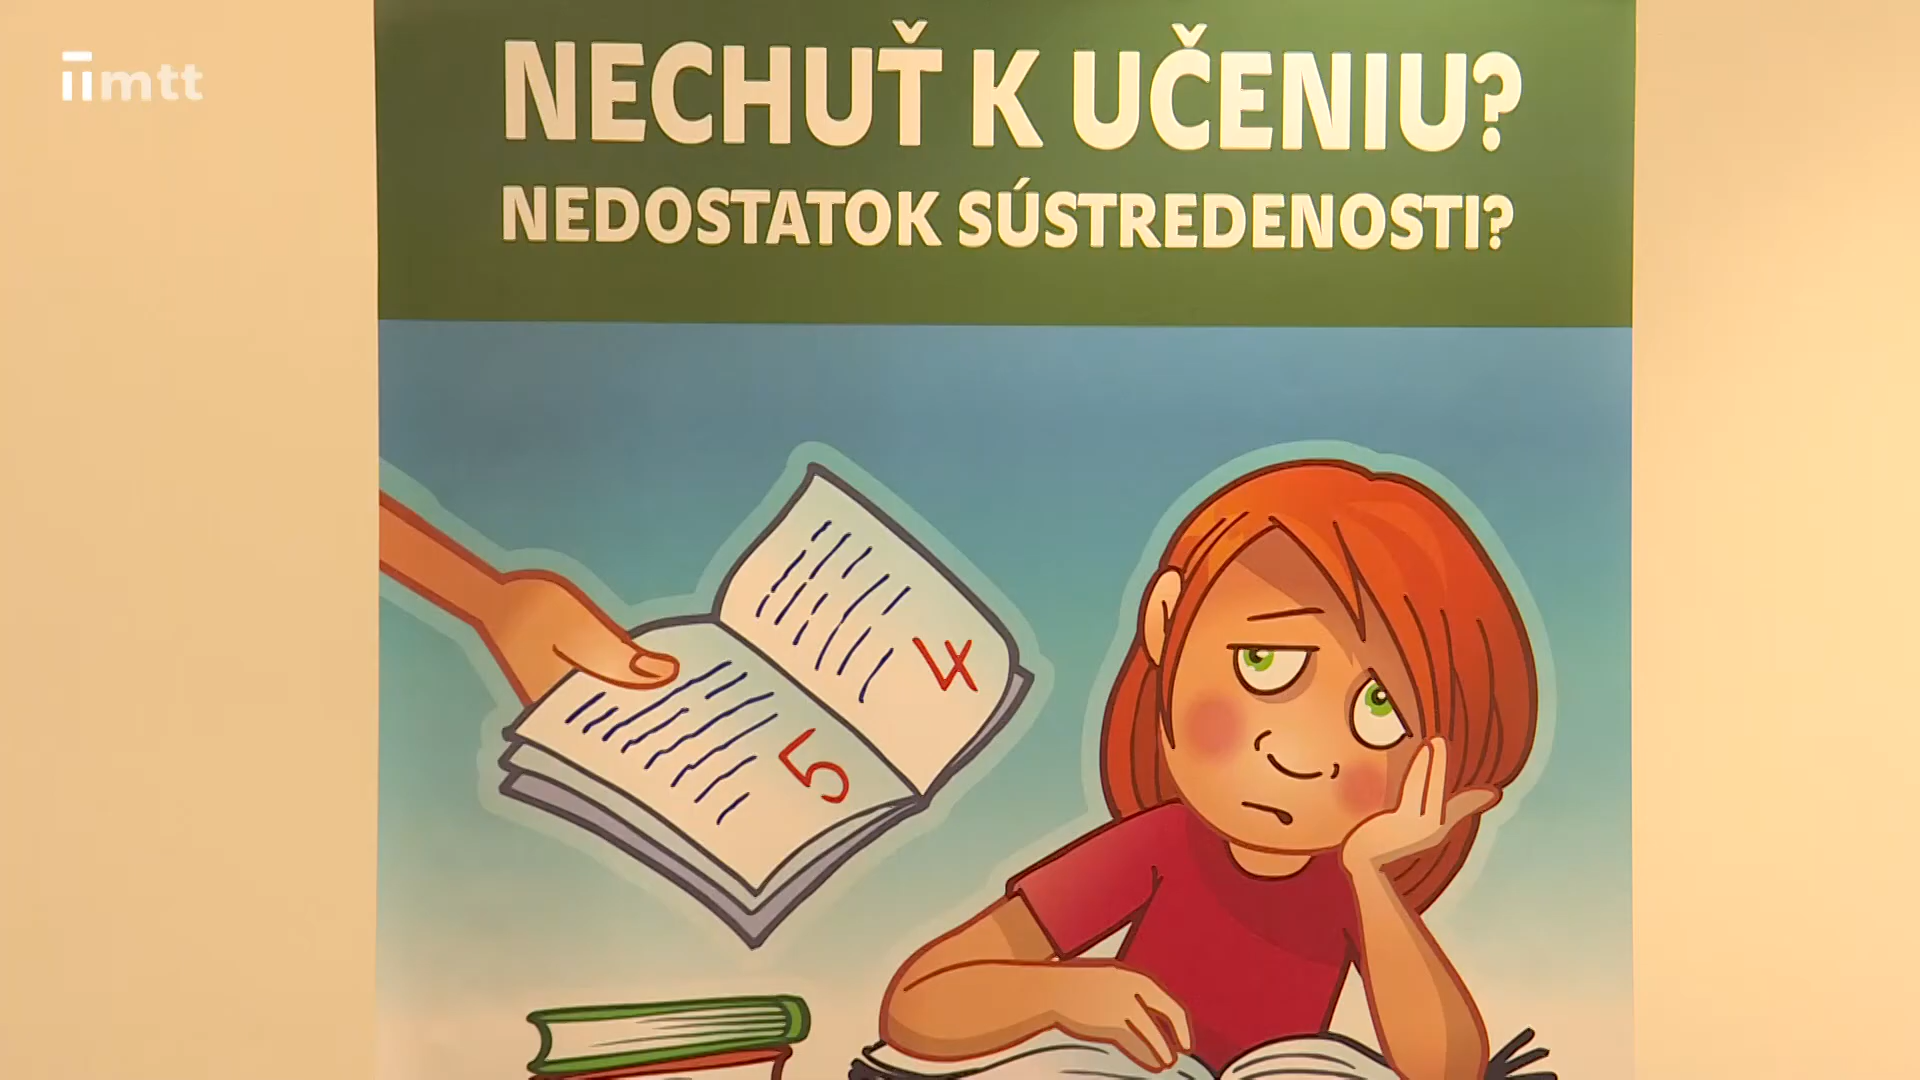 mtt
NECHUŤ K UČENIU?
NEDOSTATOK SÚSTREDENOSTI?
4
5